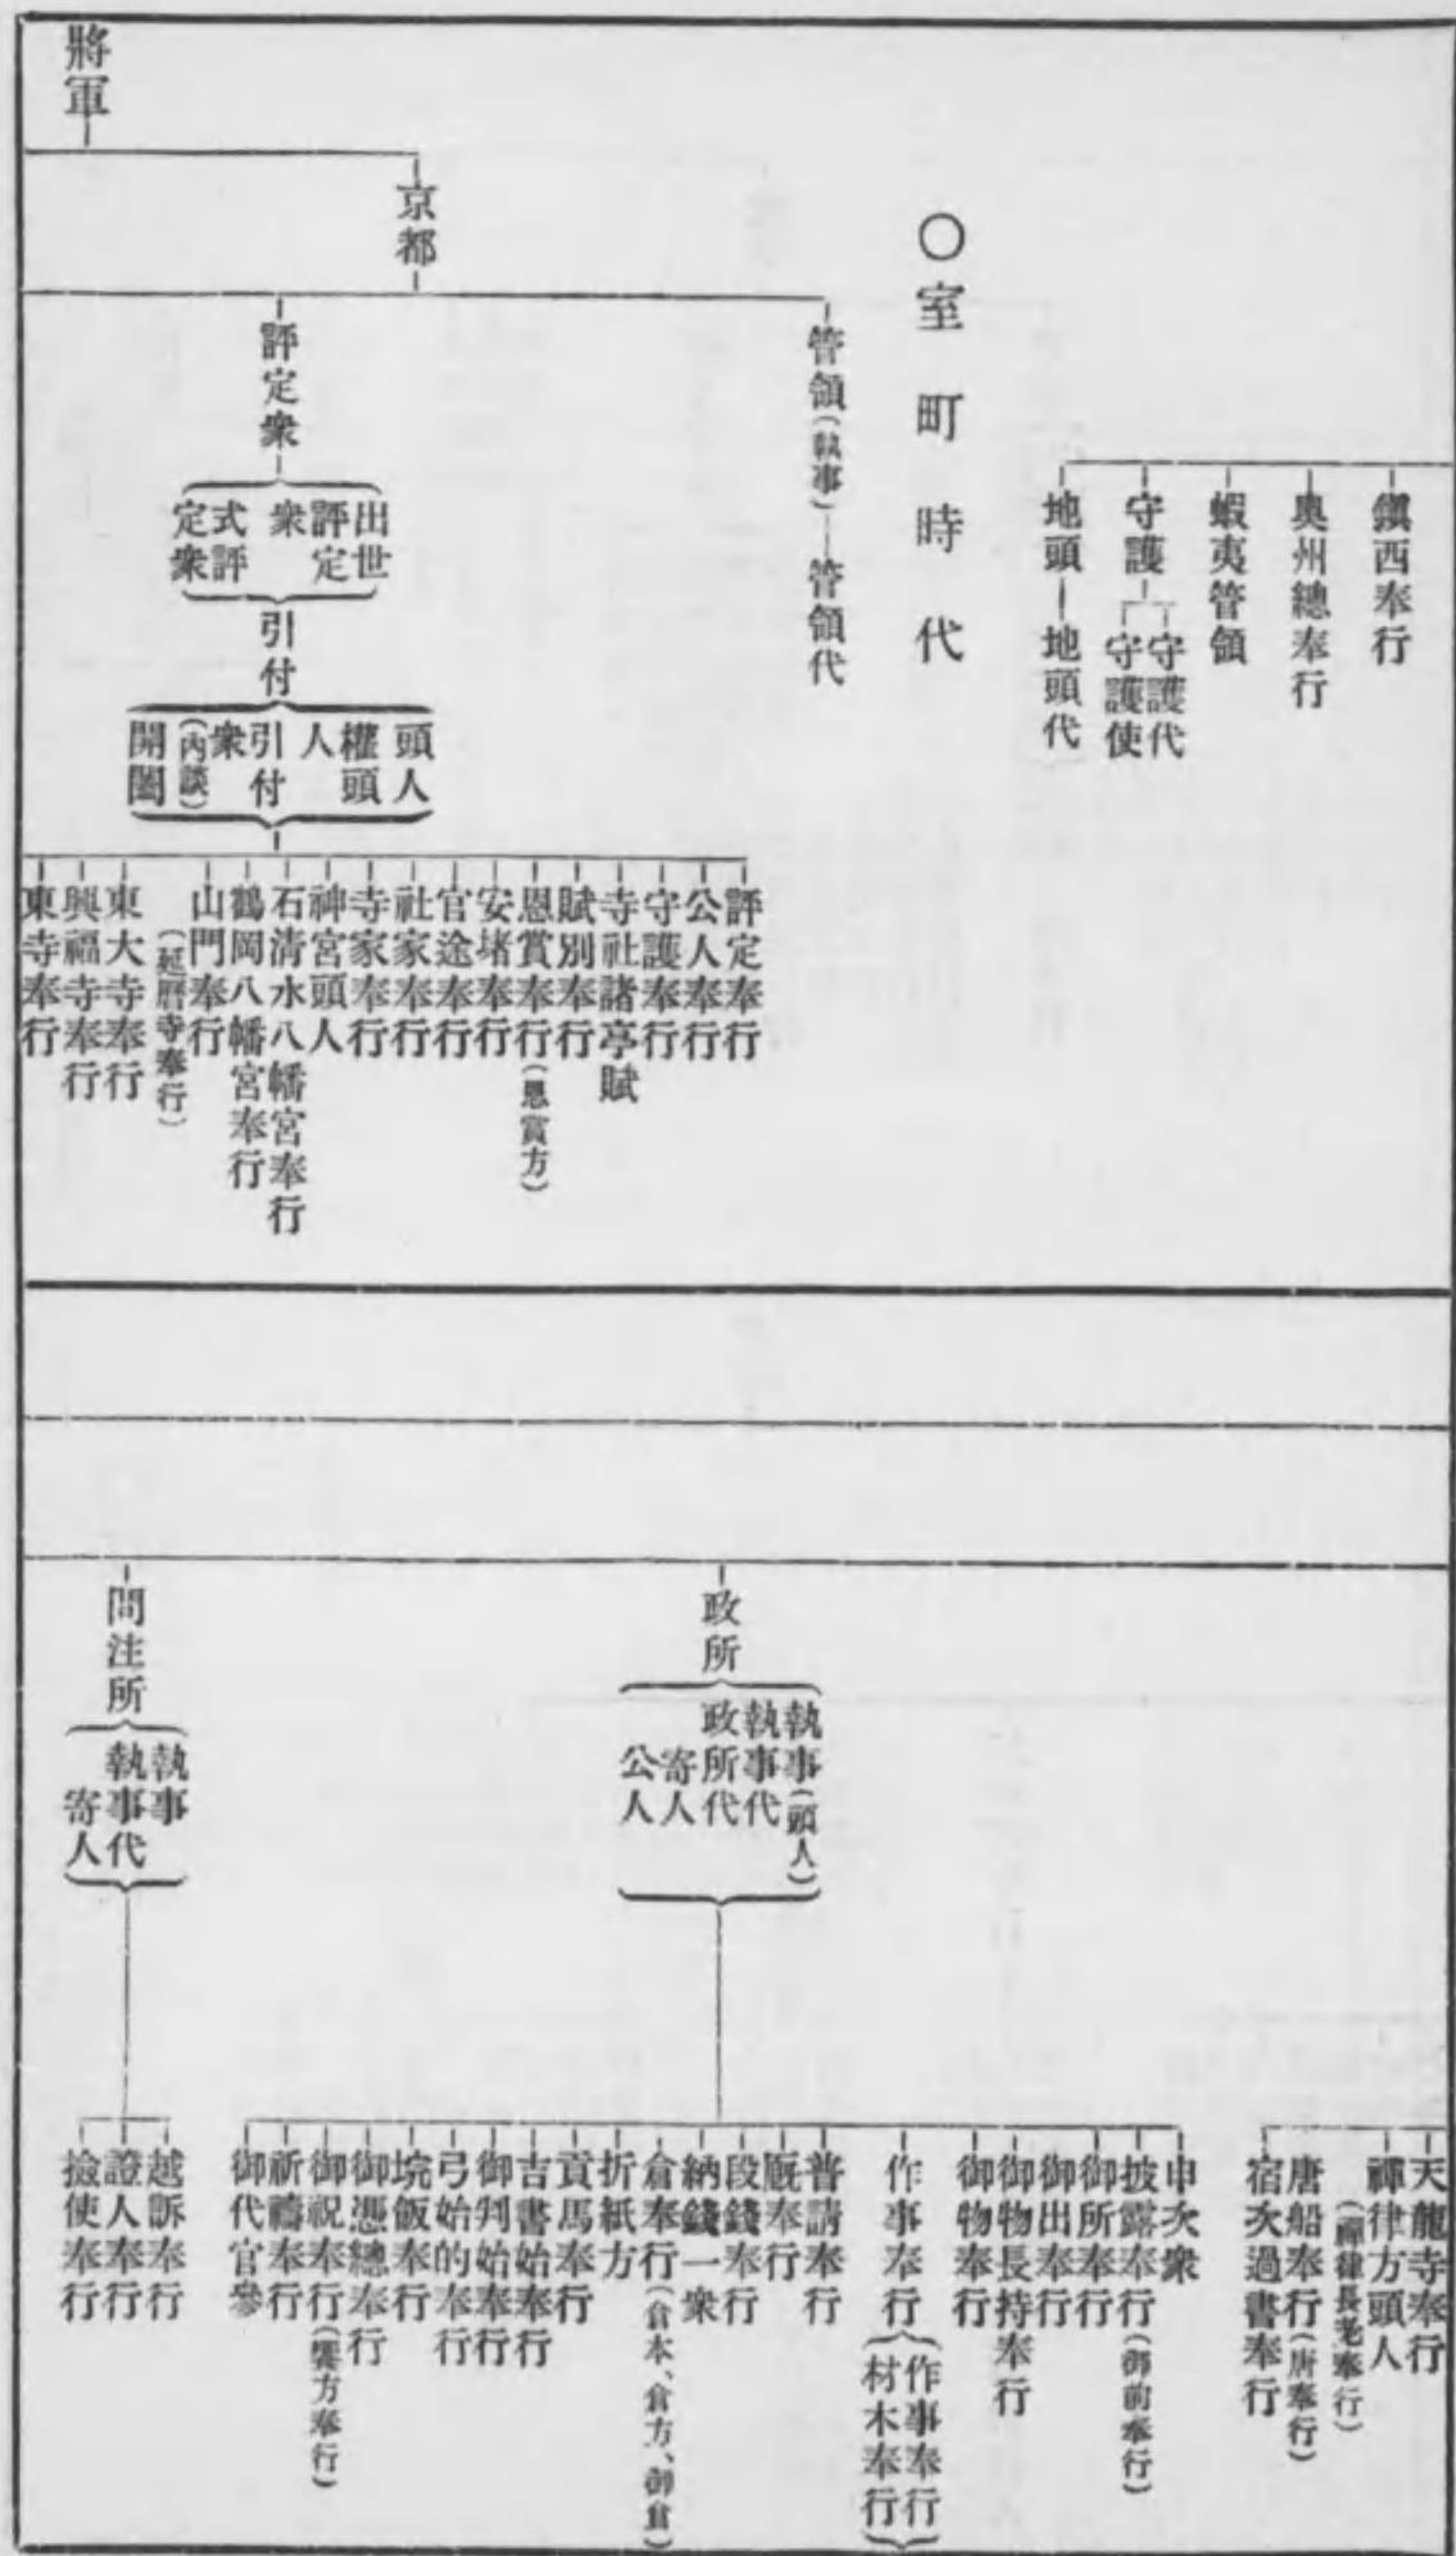 鎭西奉行
奥州總奉行
蝦夷管領
守護
守護代
守護使
地頭―地頭代
〇室町時代
將軍
京都
管領(執事)―管領代
評定衆
出世
評定
衆
式評
定衆
引付
頭人
權頭
人
引付
衆
(內談)
開闔
評定奉行
公人奉行
守護奉行
寺社諸亭賦
賦別奉行
恩賞奉行(恩賞方)
安堵奉行
官途奉行
社家奉行
寺家奉行
神宮頭人
石清水八幡宮奉行
鶴岡八幡宮奉行
山門奉行
(延曆寺奉行)
東大寺奉行
興福寺奉行
東寺奉行
天龍寺奉行
禪律方頭人
(禪律長老奉行)
唐船奉行(唐奉行)
宿次過書奉行
政所
執事(頭人)
執事代
政所代
寄人
公人
申次衆
披露奉行(御前奉行)
御所奉行
御出奉行
御物長持奉行
御物奉行
作事奉行
作事奉行
材木奉行
普請奉行
厩奉行
段錢奉行
納錢一衆
倉奉行(倉本、倉方、御倉)
折紙方
貢馬奉行
吉書始奉行
御判始奉行
弓始的奉行
埦飯奉行
御憑總奉行
御祝奉行(奉行)
祈禱奉行
御代官參
問注所
執事
執事代
寄人
越訴奉行
證人奉行
撿使奉行